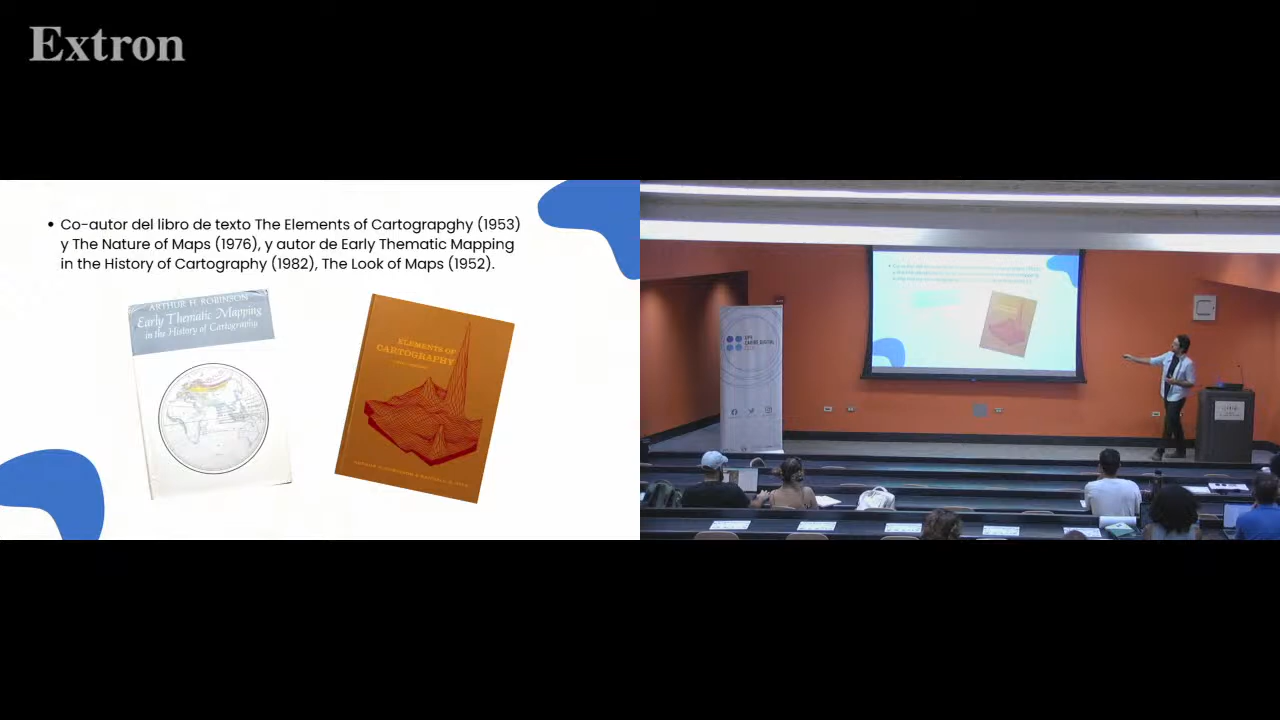 Extron
• Co-autor del libro de texto The Elements of Cartograpghy (1953)
y The Nature of Maps (1976), y autor de Early Thematic Mapping
in the History of Cartography (1982), The Look of Maps (1952).
ARTHUR H. ROBINSON
Early Thematic Mapping
in the History of Cartography
ELEMENTS OF
CARTOGRAPHY
CARIBE DIGITAL